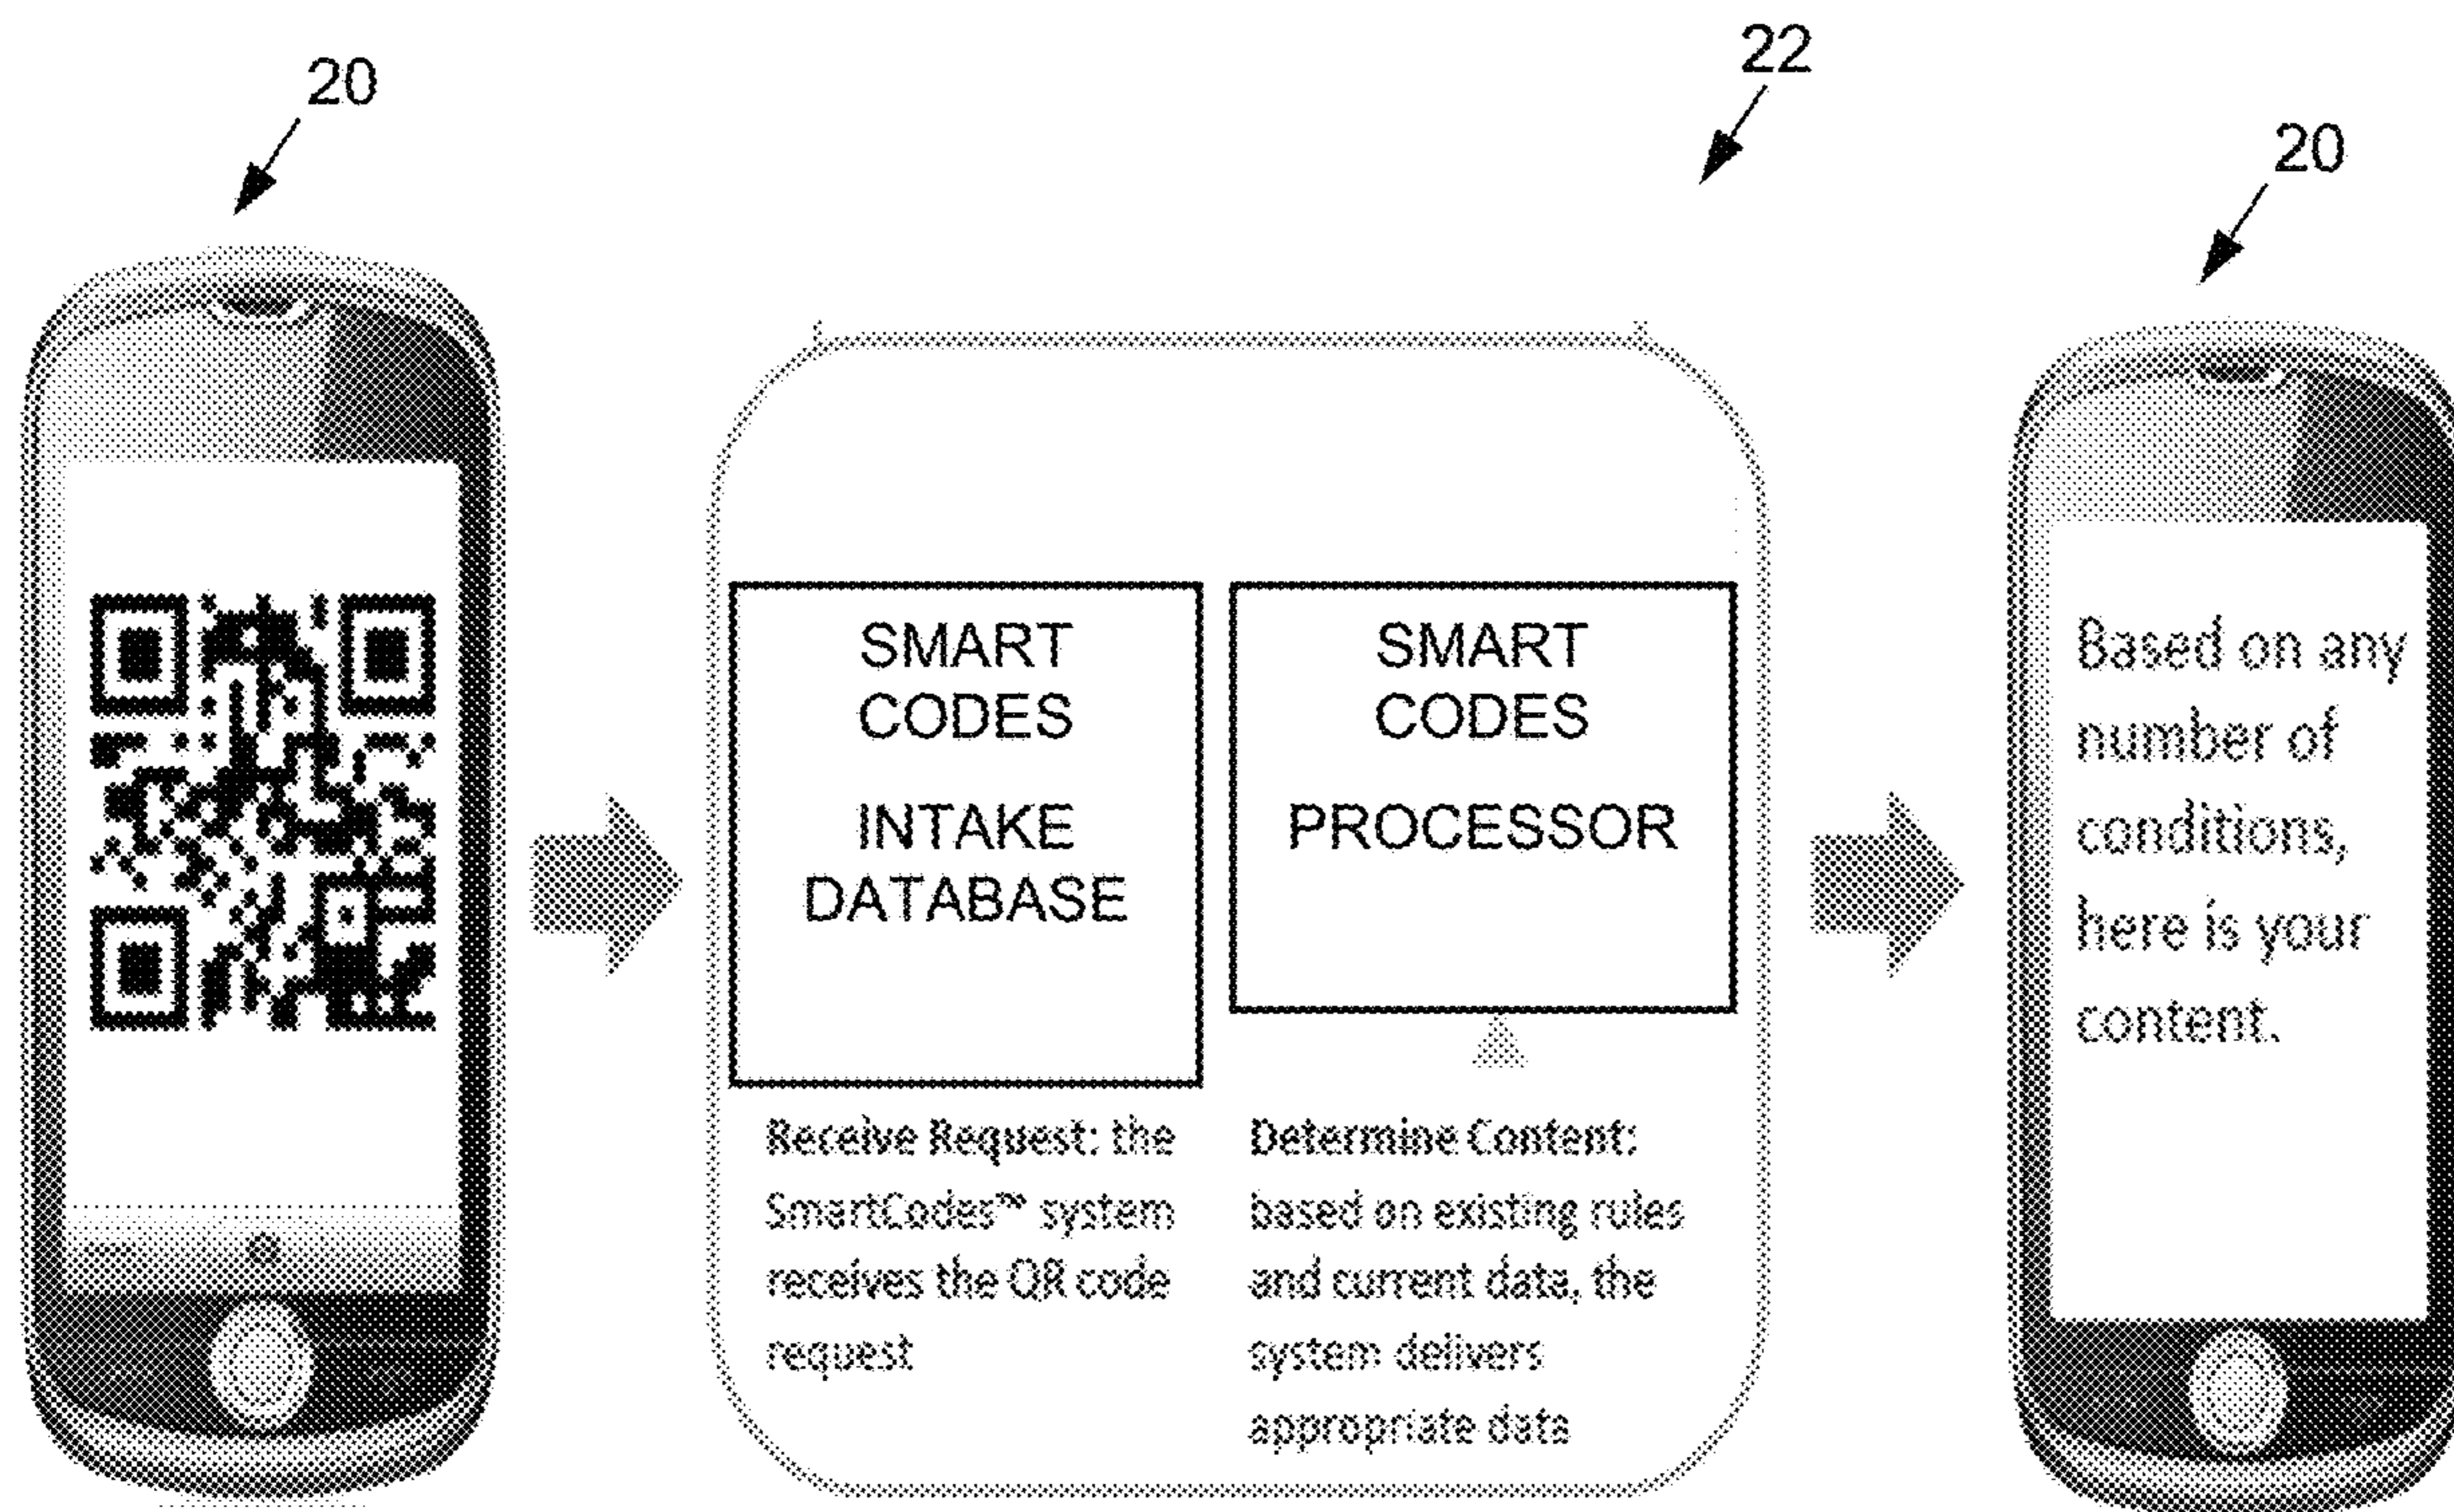 20
22
20
SMART
CODES
INTAKE
DATABASE
Receive Request: the
SmartCodes™ system
receives the QR code
request
SMART
CODES
PROCESSOR
Determine Content:
based on existing rules
and current data, the
system delivers
appropriate data
Based on any
number of
conditions,
here is your
content.